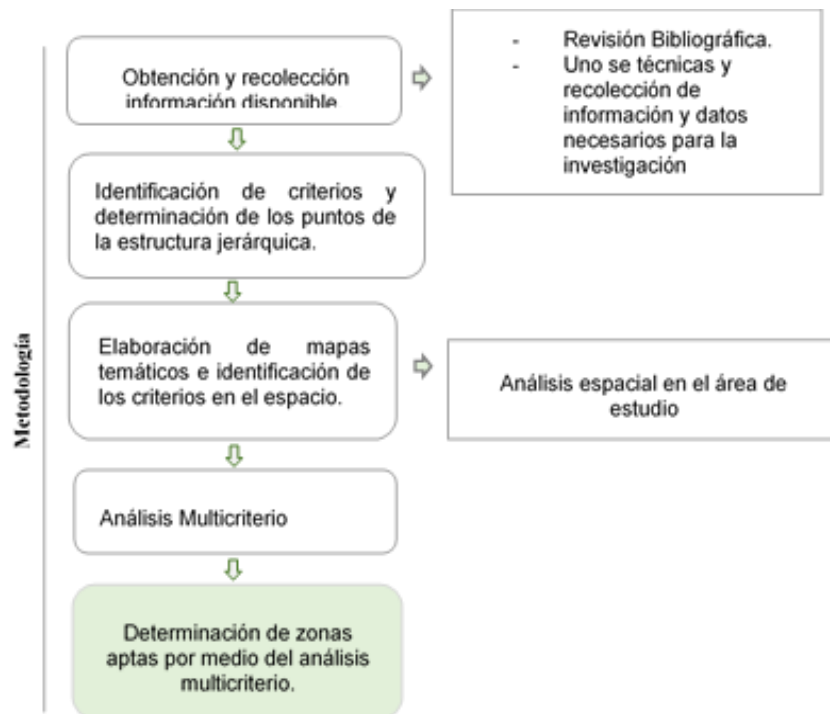 Metodología
Obtención y recolección
información disponible
- Revisión Bibliográfica.
- Uno se técnicas y
recolección de
información y datos
necesarios para la
investigación
Identificación de criterios y
determinación de los puntos de
la estructura jerárquica.
Elaboración de mapas
temáticos e identificación de
los criterios en el espacio.
Análisis espacial en el área de
estudio
Análisis Multicriterio
Determinación de zonas
aptas por medio del análisis
multicriterio.